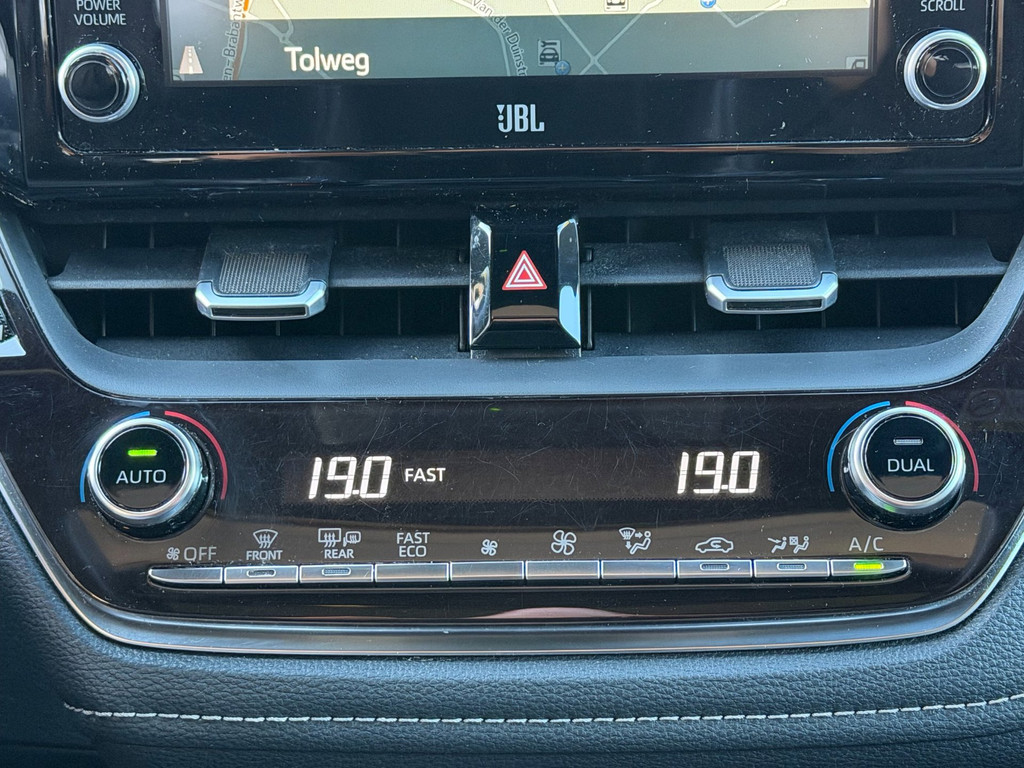 POWER
VOLUME
SCROLL
Tolweg
JBL
AUTO
19.0 FAST
19.0
DUAL
OFF
FRONT
REAR
FAST
ECO
A/C